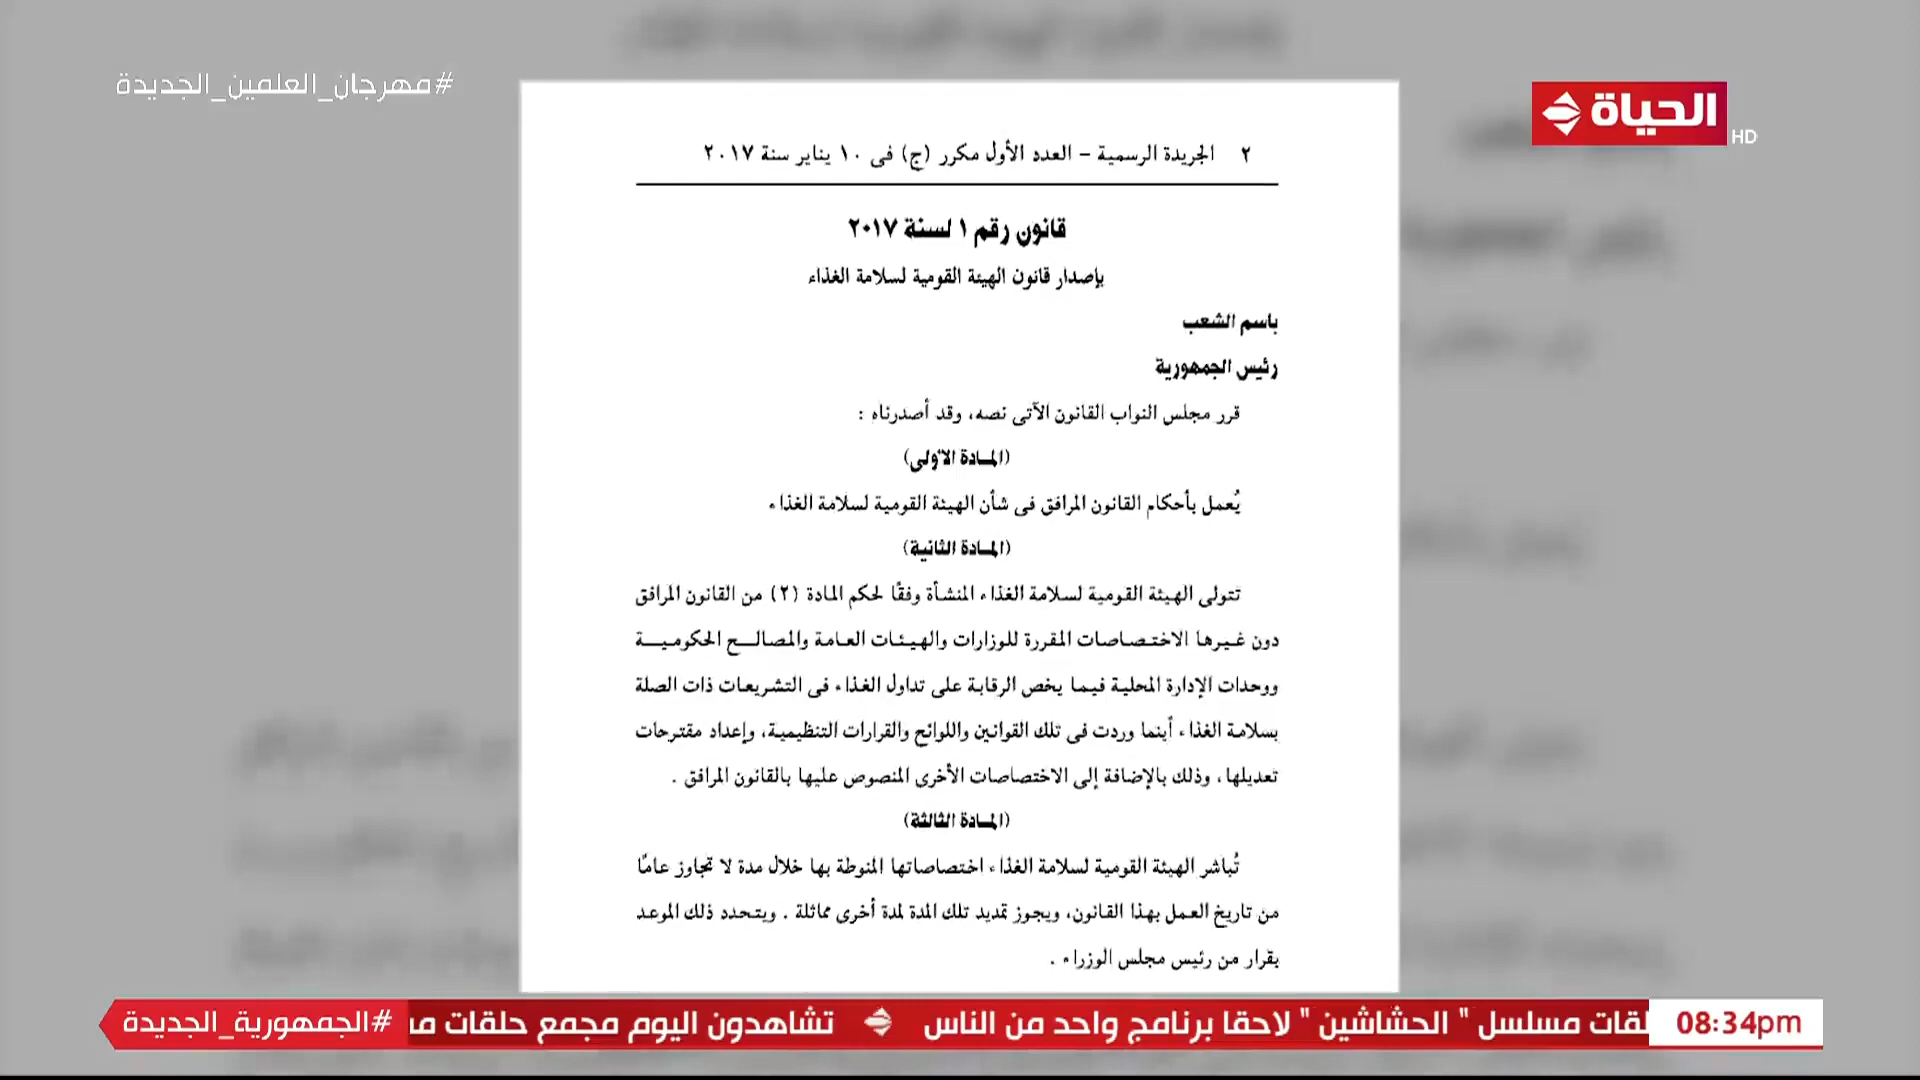 #مهرجان_العلمين_الجديدة
الحياة
HD
٢ الجريدة الرسمية – العدد الأول مكرر (ج) فى ١٠ يناير سنة ٢٠١٧
قانون رقم ١ لسنة ٢٠١٧
بإصدار قانون الهيئة القومية لسلامة الغذاء
باسم الشعب
رئيس الجمهورية
قرر مجلس النواب القانون الآتى نصه، وقد أصدرناه :
(المادة الأولى)
يُعمل بأحكام القانون المرافق فى شأن الهيئة القومية لسلامة الغذاء
(المادة الثانية)
تتولى الهيئة القومية لسلامة الغذاء المنشأة وفقًا لحكم المادة (٢) من القانون المرافق
دون غيرها الاختصاصات المقررة للوزارات والهيئات العامة والمصالح الحكومية
ووحدات الإدارة المحلية فيما يخص الرقابة على تداول الغذاء فى التشريعات ذات الصلة
بسلامة الغذاء أينما وردت فى تلك القوانين واللوائح والقرارات التنظيمية، وإعداد مقترحات
تعديلها، وذلك بالإضافة إلى الاختصاصات الأخرى المنصوص عليها بالقانون المرافق .
(المادة الثالثة)
تُباشر الهيئة القومية لسلامة الغذاء اختصاصاتها المنوطة بها خلال مدة لا تجاوز عامًا
من تاريخ العمل بهذا القانون، ويجوز تمديد تلك المدة لمدة أخرى مماثلة . ويتحدد ذلك الموعد
بقرار من رئيس مجلس الوزراء .
08:34pm
لقات مسلسل " الحشاشين " لاحقا برنامج واحد من الناس تشاهدون اليوم مجمع حلقات مس
#الجمهورية_الجديدة